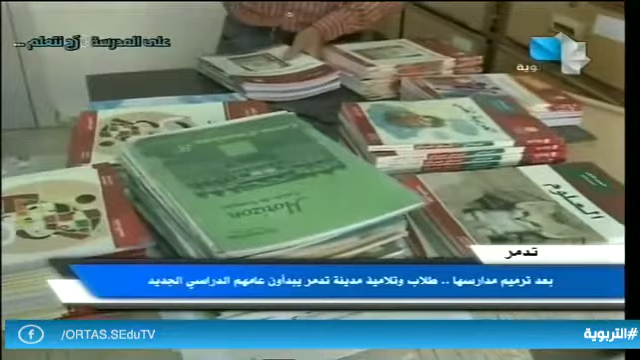 على المدرسة رح نتعلم ...
التربوية
Horizon
العلوم
تدمر
بعد ترميم مدارسها .. طلاب وتلاميذ مدينة تدمر يبدأون عامهم الدراسي الجديد
/ORTAS.SEduTV
#التربوية